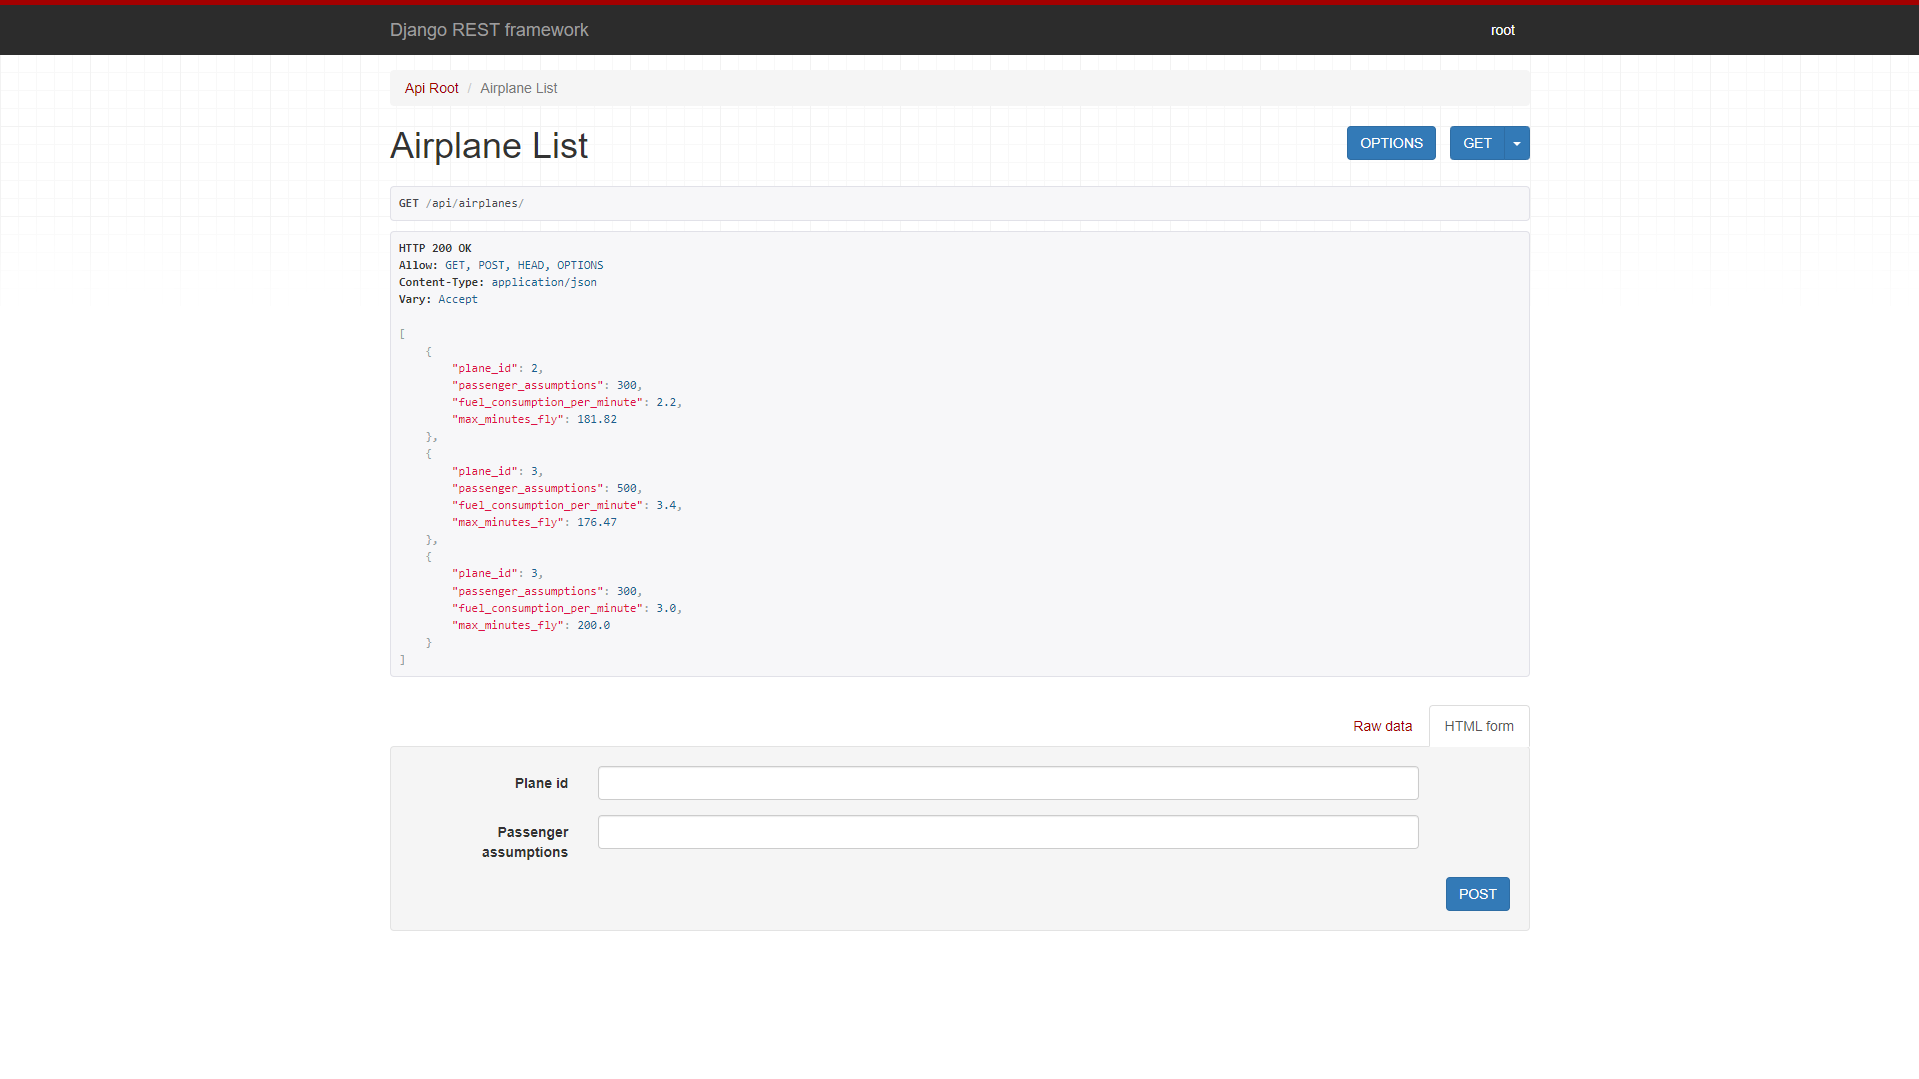 Django REST framework
root
Api Root / Airplane List
Airplane List
OPTIONS
GET
GET /api/airplanes/
HTTP 200 OK
Allow: GET, POST, HEAD, OPTIONS
Content-Type: application/json
Vary: Accept
[
{
"plane_id": 2,
"passenger_assumptions": 300,
"fuel_consumption_per_minute": 2.2,
"max_minutes_fly": 181.82
},
{
"plane_id": 3,
"passenger_assumptions": 500,
"fuel_consumption_per_minute": 3.4,
"max_minutes_fly": 176.47
},
{
"plane_id": 3,
"passenger_assumptions": 300,
"fuel_consumption_per_minute": 3.0,
"max_minutes_fly": 200.0
}
]
Raw data
HTML form
Plane id
Passenger
assumptions
POST